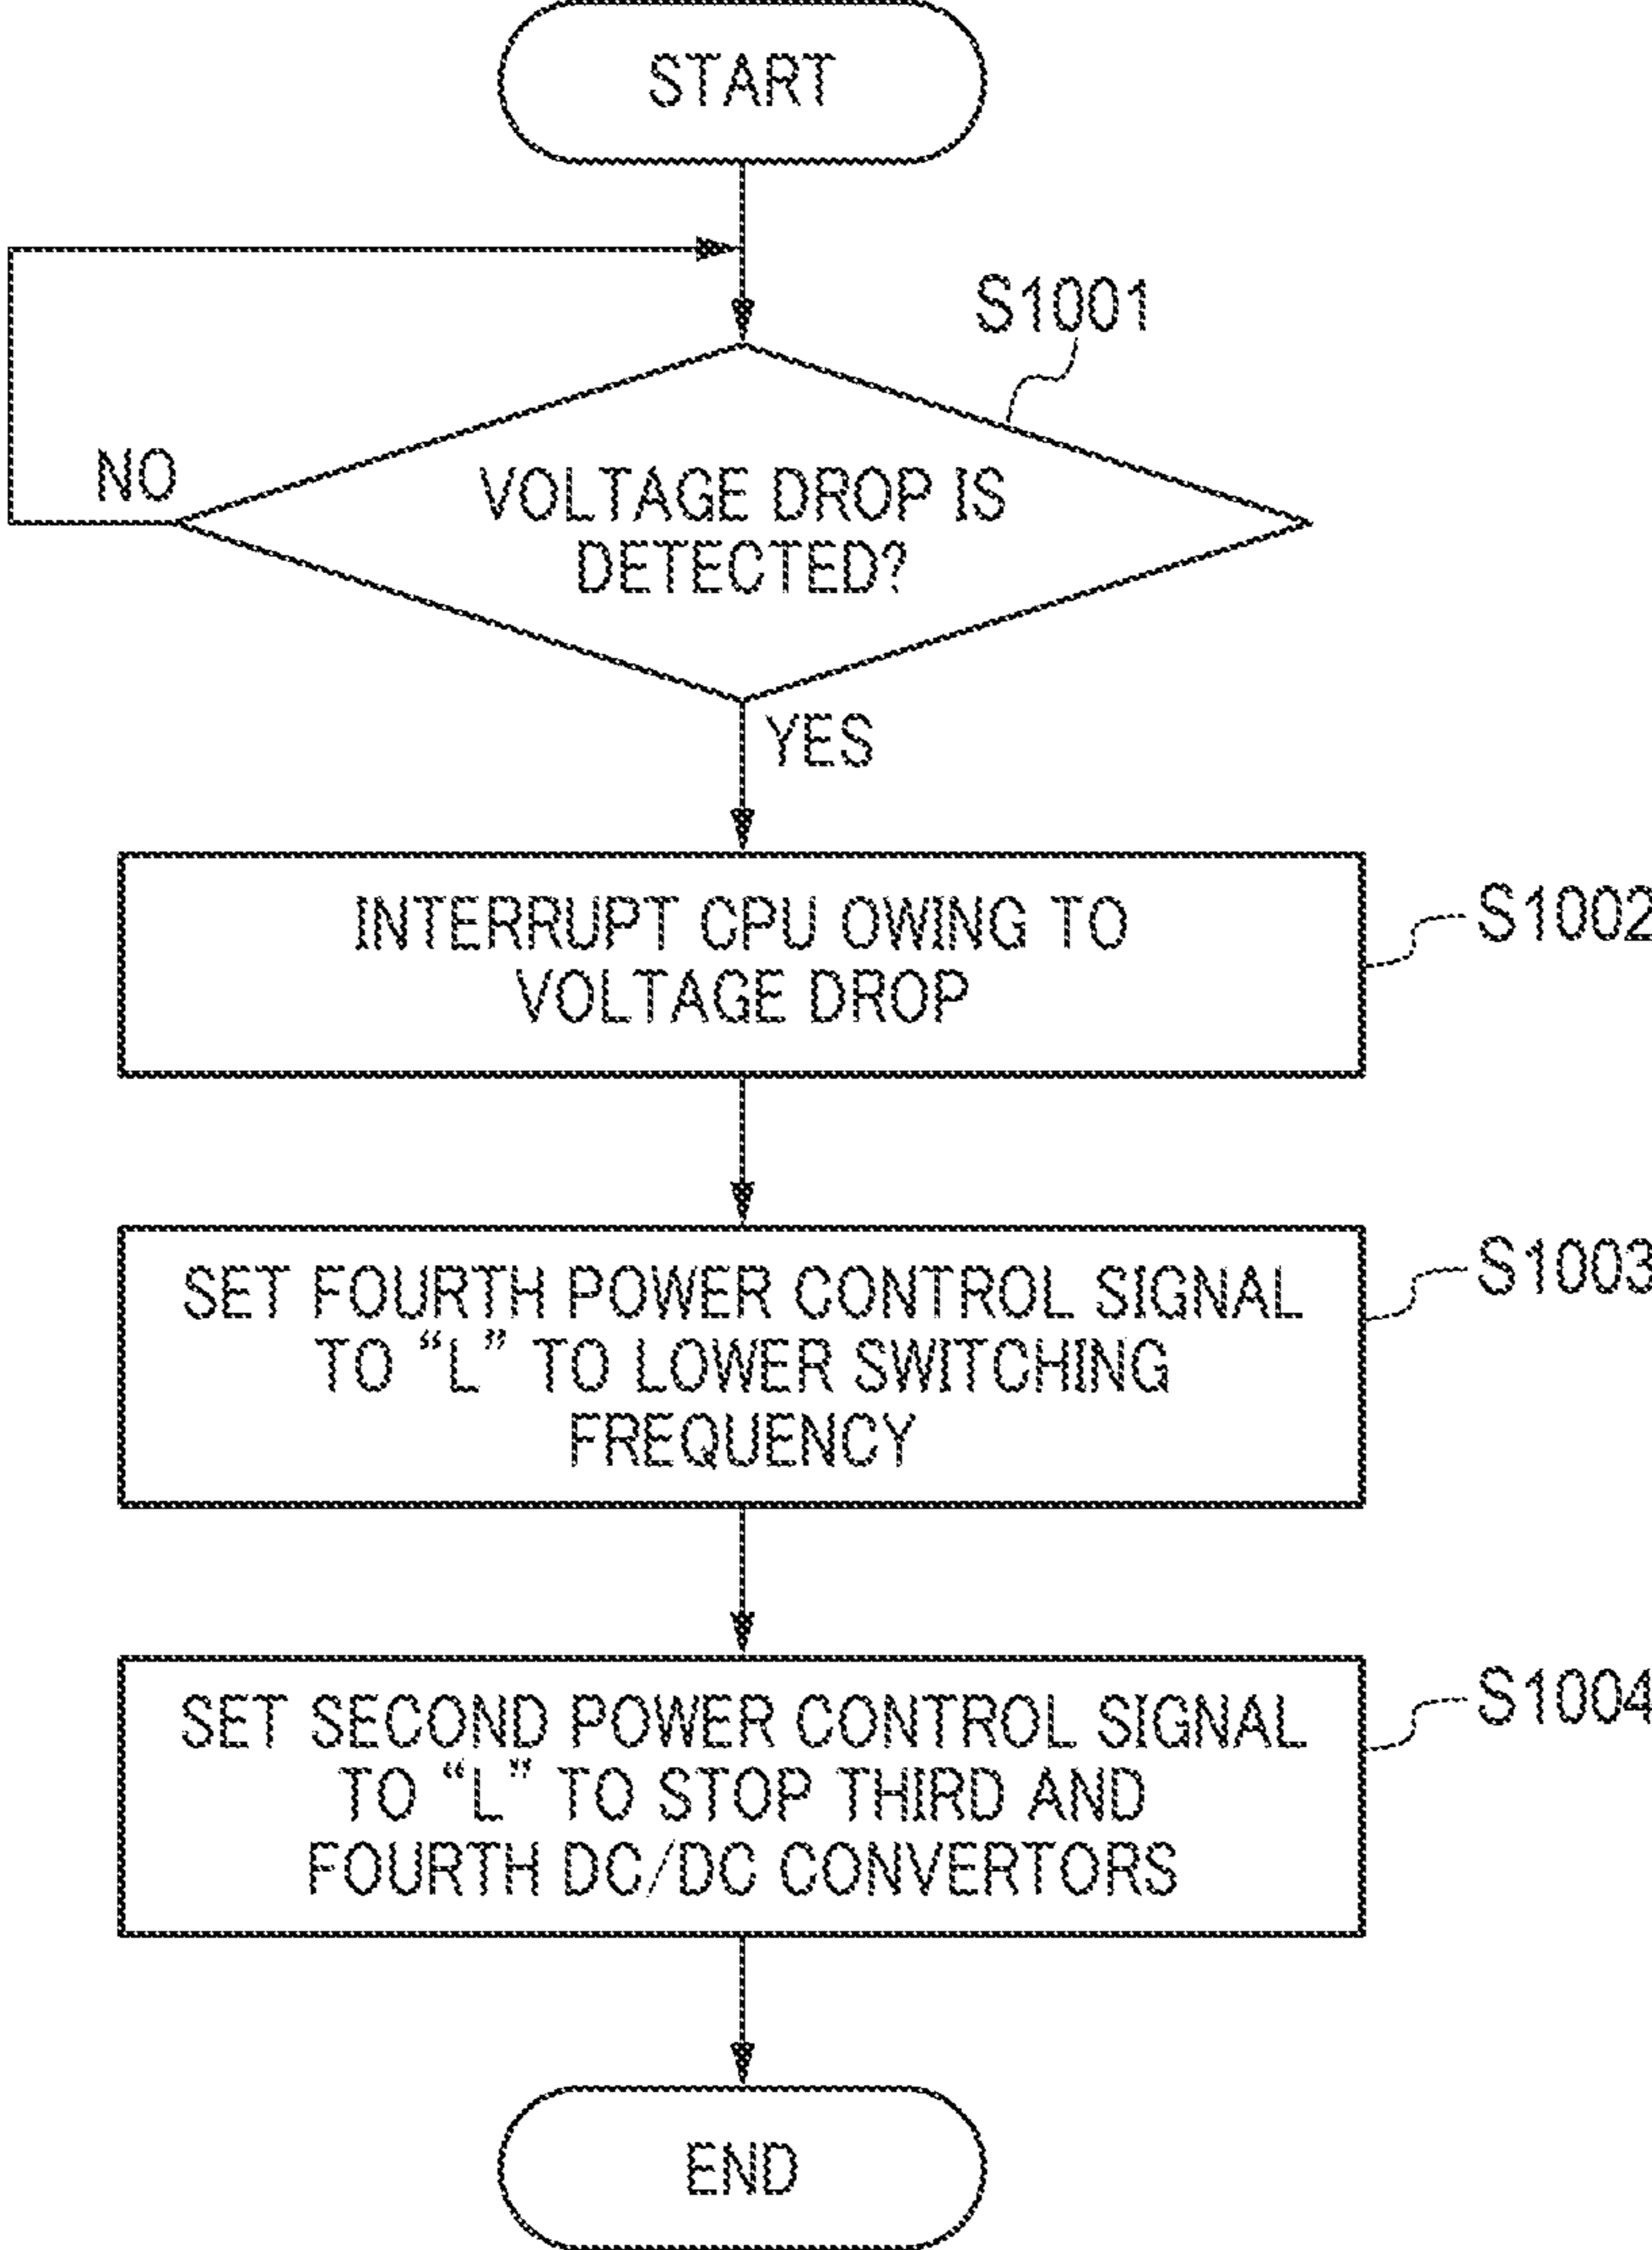 START
S1001
NO
VOLTAGE DROP IS
DETECTED?
YES
INTERRUPT CPU OWING TO
VOLTAGE DROP
S1002
SET FOURTH POWER CONTROL SIGNAL
TO “L” TO LOWER SWITCHING
FREQUENCY
S1003
SET SECOND POWER CONTROL SIGNAL
TO “L” TO STOP THIRD AND
FOURTH DC/DC CONVERTORS
S1004
END